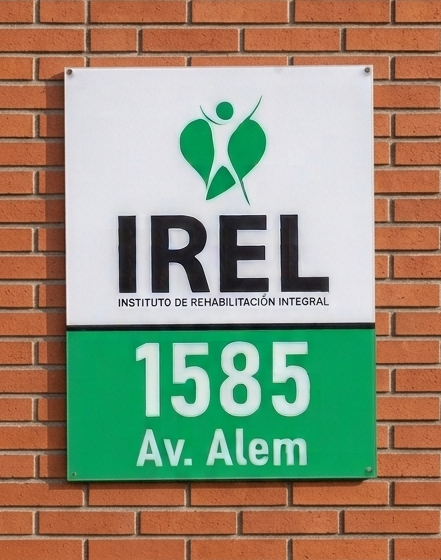 IREL
INSTITUTO DE REHABILITACIÓN INTEGRAL
1585
Av. Alem